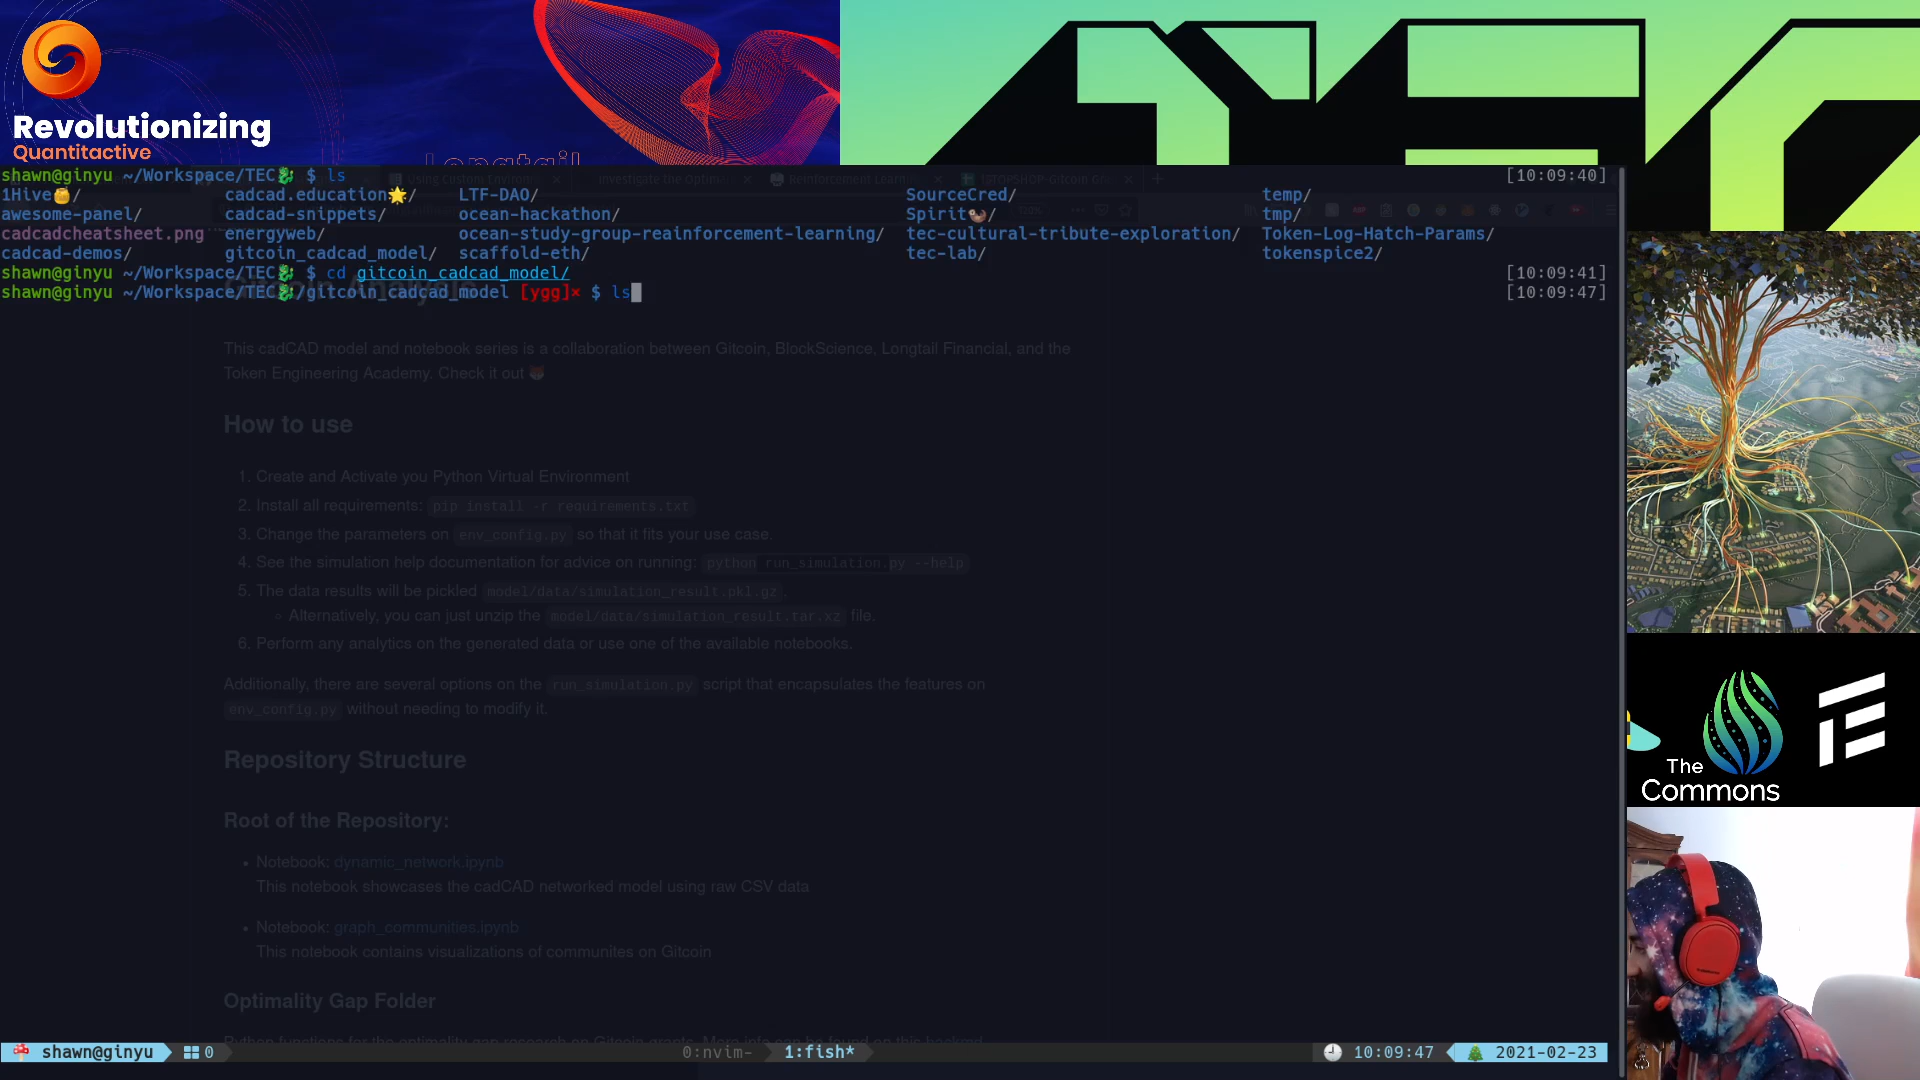 Revolutionizing
Quantitactive
Longtail
shawn@ginyu ~/Workspace/TEC🐉 $ ls [10:09:40]
1Hive🍯/ cadcad.education🌟/ LTF-DAO/ SourceCred/ temp/
awesome-panel/ cadcad-snippets/ ocean-hackathon/ Spirit🦦/ tmp/
cadcadcheatsheet.png energyweb/ ocean-study-group-reainforcement-learning/ tec-cultural-tribute-exploration/ Token-Log-Hatch-Params/
cadcad-demos/ gitcoin_cadcad_model/ scaffold-eth/ tec-lab/ tokenspice2/
shawn@ginyu ~/Workspace/TEC🐉 $ cd gitcoin_cadcad_model/ [10:09:41]
shawn@ginyu ~/Workspace/TEC🐉/gitcoin_cadcad_model [ygg]× $ ls [10:09:47]
Gitcoin Analysis
This cadCAD model and notebook series is a collaboration between Gitcoin, BlockScience, Longtail Financial, and the
Token Engineering Academy. Check it out 🦊
How to use
1. Create and Activate you Python Virtual Environment
2. Install all requirements: pip install -r requirements.txt
3. Change the parameters on env_config.py so that it fits your use case.
4. See the simulation help documentation for advice on running: python run_simulation.py --help
5. The data results will be pickled model/data/simulation_result.pkl.gz.
◦ Alternatively, you can just unzip the model/data/simulation_result.tar.xz file.
6. Perform any analytics on the generated data or use one of the available notebooks.
Additionally, there are several options on the run_simulation.py script that encapsulates the features on
env_config.py without needing to modify it.
Repository Structure
Root of the Repository:
• Notebook: dynamic_network.ipynb
This notebook showcases the cadCAD networked model using raw CSV data
• Notebook: graph_communities.ipynb
This notebook contains visualizations of communites on Gitcoin
Optimality Gap Folder
The
Commons
shawn@ginyu 0 0:nvim- 1:fish* 10:09:47 2021-02-23